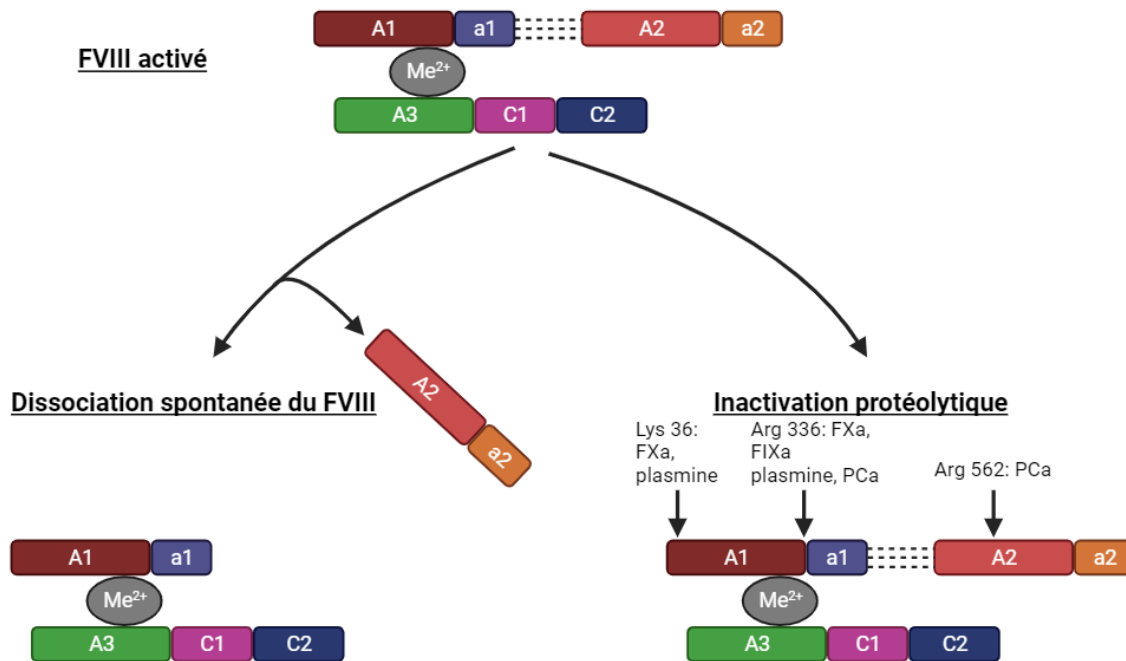 A1 a1 A2 a2
FVIII activé
Me²⁺
A3 C1 C2
A2
a2
Dissociation spontanée du FVIII
A1 a1
Me²⁺
A3 C1 C2
Inactivation protéolytique
Lys 36:
FXa,
plasmine
Arg 336: FXa,
FIXa
plasmine, PCa
Arg 562: PCa
A1 a1 A2 a2
Me²⁺
A3 C1 C2